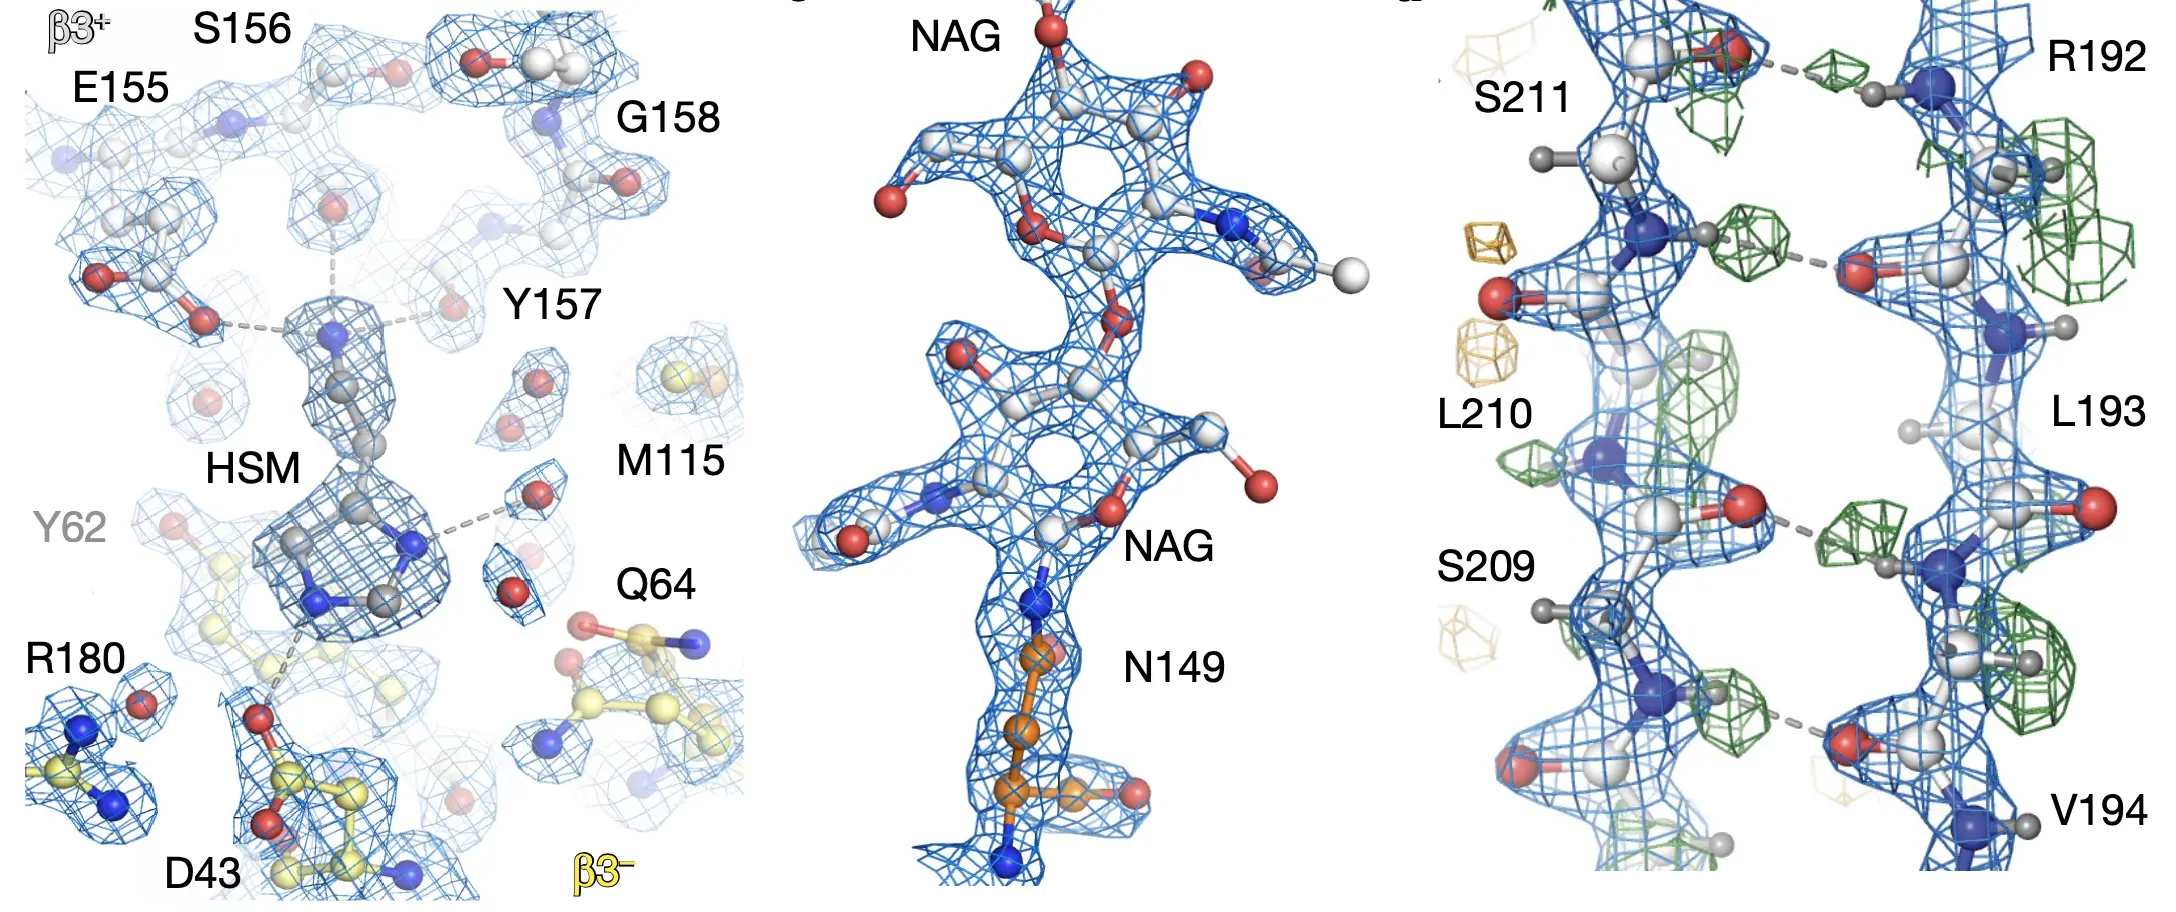 β3+
S156
E155
G158
Y157
M115
HSM
Y62
Q64
R180
D43
β3−
NAG
NAG
N149
R192
S211
L210
L193
S209
V194